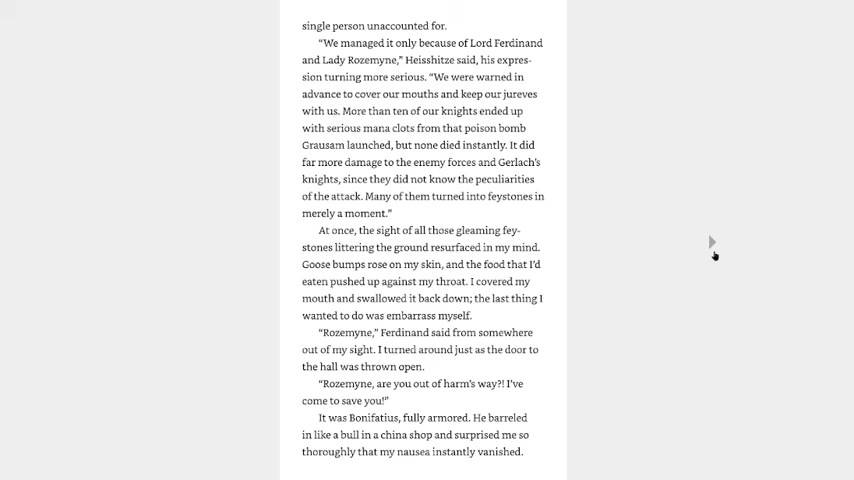 single person unaccounted for.
“We managed it only because of Lord Ferdinand
and Lady Rozemyne,” Heisshitze said, his expres-
sion turning more serious. “We were warned in
advance to cover our mouths and keep our jureves
with us. More than ten of our knights ended up
with serious mana clots from that poison bomb
Grausam launched, but none died instantly. It did
far more damage to the enemy forces and Gerlach’s
knights, since they did not know the peculiarities
of the attack. Many of them turned into feystones in
merely a moment.”
At once, the sight of all those gleaming fey-
stones littering the ground resurfaced in my mind.
Goose bumps rose on my skin, and the food that I’d
eaten pushed up against my throat. I covered my
mouth and swallowed it back down; the last thing I
wanted to do was embarrass myself.
“Rozemyne,” Ferdinand said from somewhere
out of my sight. I turned around just as the door to
the hall was thrown open.
“Rozemyne, are you out of harm’s way?! I’ve
come to save you!”
It was Bonifatius, fully armored. He barreled
in like a bull in a china shop and surprised me so
thoroughly that my nausea instantly vanished.